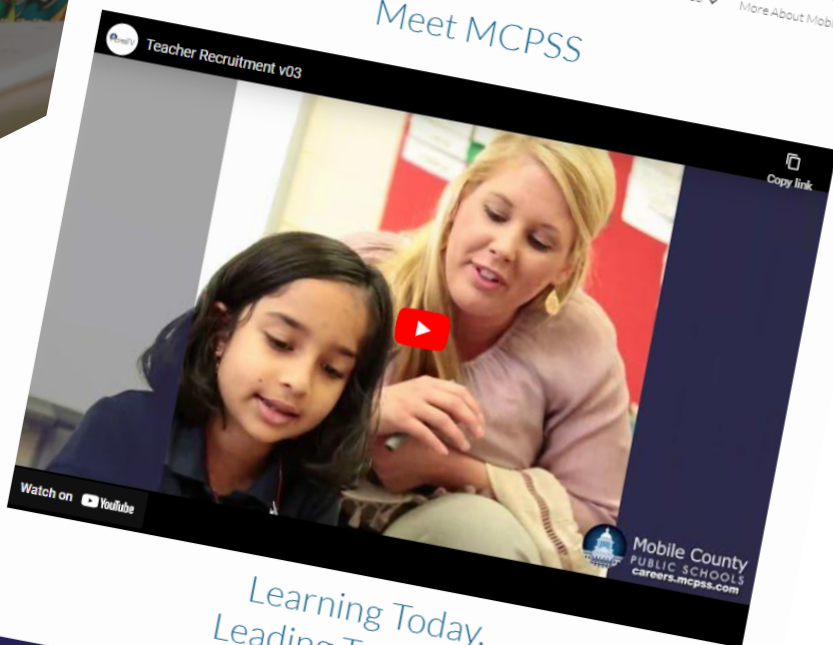 More About Mobi
Meet MCPSS
Teacher Recruitment v03
Copy link
Watch on YouTube
Mobile County
PUBLIC SCHOOLS
careers.mcpss.com
Learning Today,
Leading T